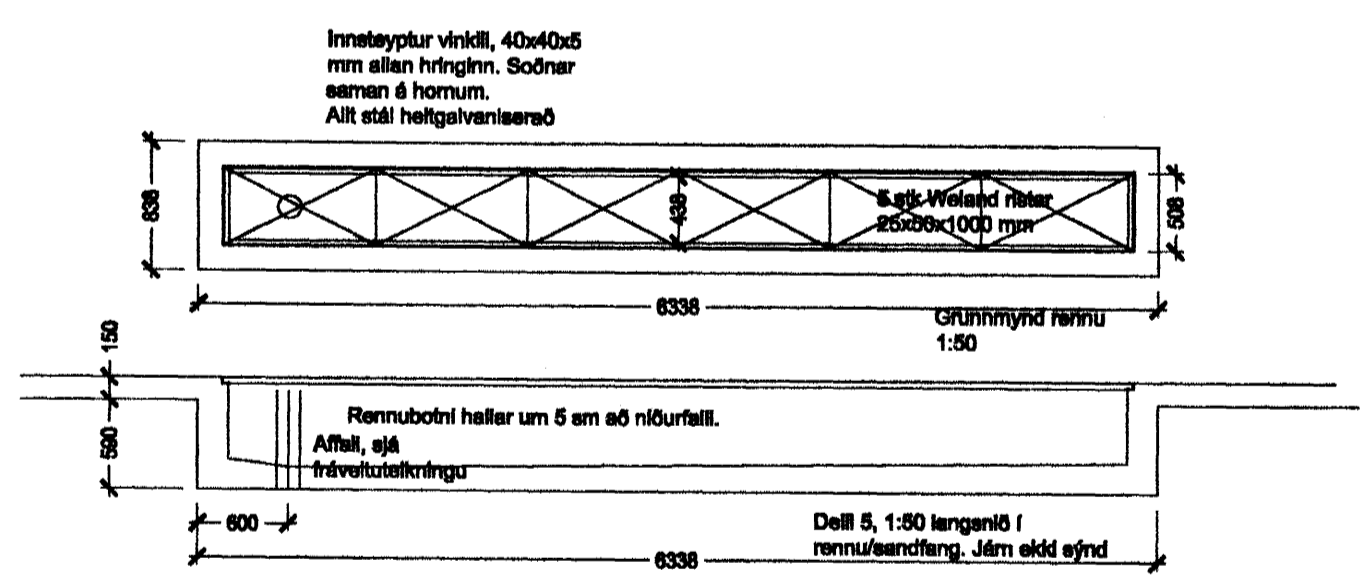 Innsteyptur vinkill, 40x40x5
mm allan hringinn. Soðnar
saman á hornum.
Allt stál heitgalvaniserað
838
438
5 stk Weland ristar
25x50x1000 mm
508
6338
Grunnmynd rennu
1:50
150
Rennubotni hallar um 5 sm að niðurfalli.
590
Affall, sjá
fráveituteikningu
600
Deili 5, 1:50 langsnið í
rennu/sandfang. Járn ekki sýnd
6338